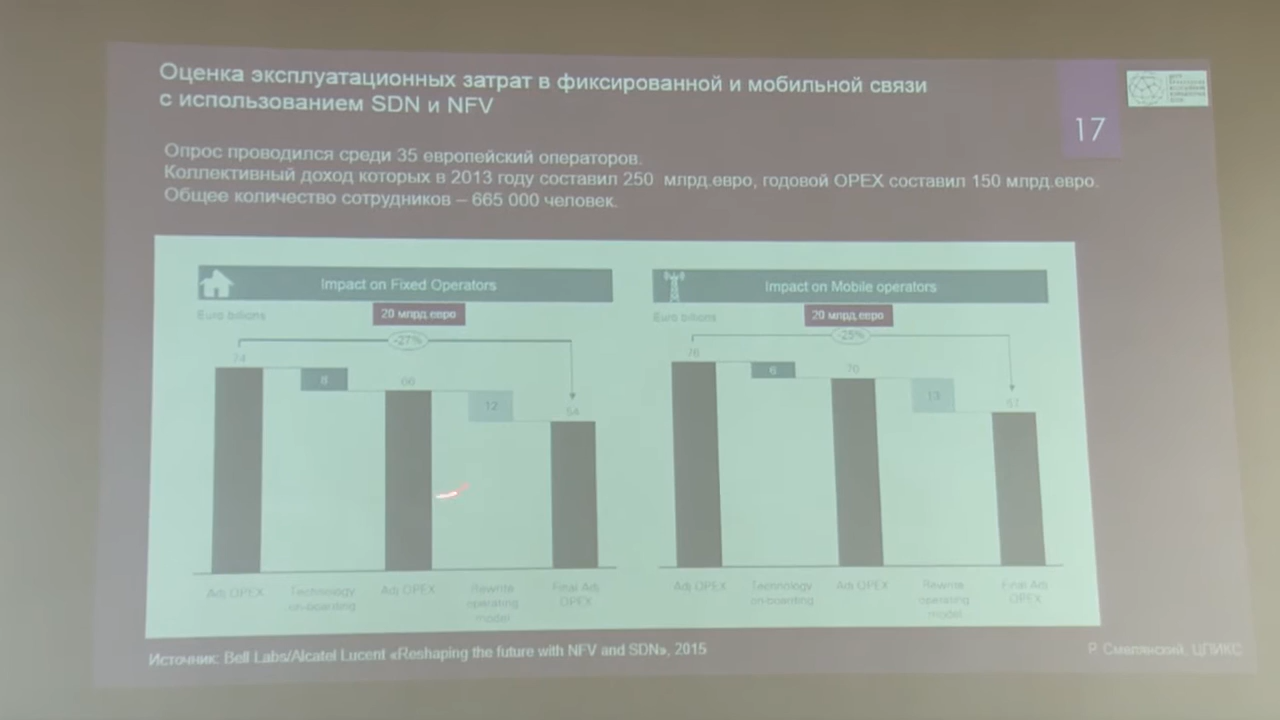 Оценка эксплуатационных затрат в фиксированной и мобильной связи
с использованием SDN и NFV
17
Опрос проводился среди 35 европейский операторов.
Коллективный доход которых в 2013 году составил 250 млрд.евро, годовой OPEX составил 150 млрд.евро.
Общее количество сотрудников – 665 000 человек.
Impact on Fixed Operators
Impact on Mobile operators
Euro billions
20 млрд.евро
Euro billions
20 млрд.евро
-27%
-25%
74
8
66
12
54
76
6
70
13
Adj OPEX
Technology
on-boarding
Adj OPEX
Rewrite
operating
model
Final Adj
OPEX
Adj OPEX
Technology
on-boarding
Adj OPEX
Rewrite
operating
model
Final Adj
OPEX
Источник: Bell Labs/Alcatel Lucent «Reshaping the future with NFV and SDN», 2015
Р. Смелянский, ЦПИКС